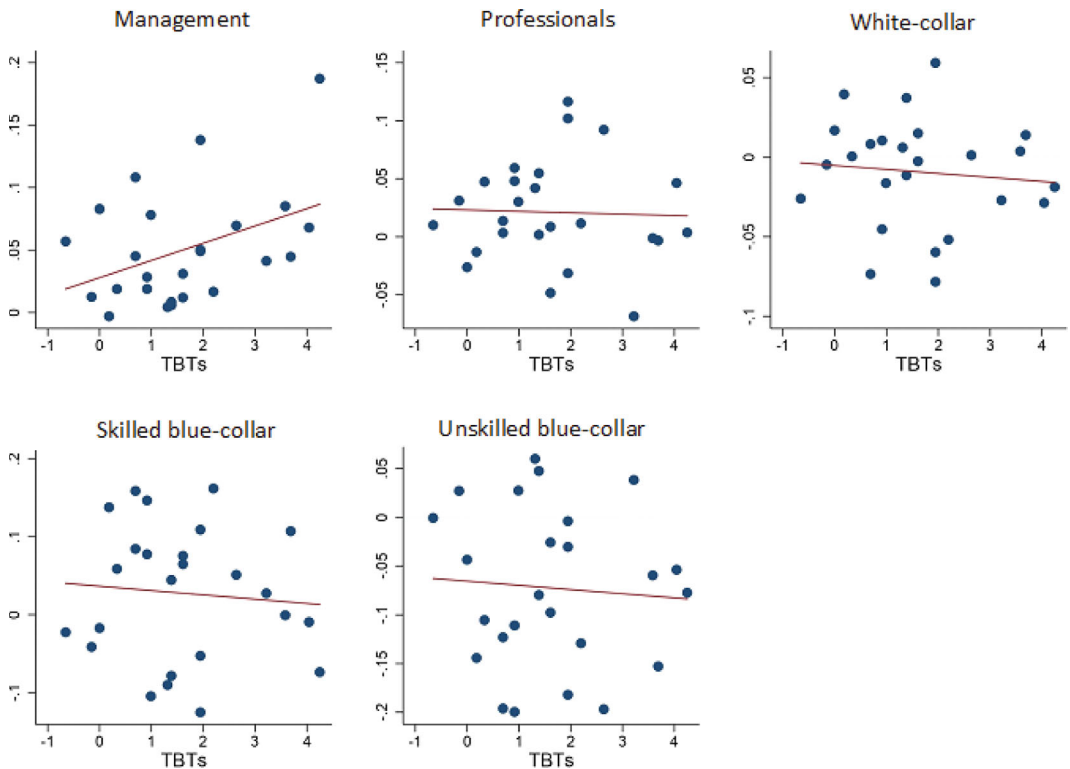 Management
Professionals
White-collar
.2
.15
.1
.05
0
-1 0 1 2 3 4
TBTs
.15
.1
.05
0
-.05
-1 0 1 2 3 4
TBTs
.05
0
-.05
-.1
-1 0 1 2 3 4
TBTs
Skilled blue-collar
Unskilled blue-collar
.2
.1
0
-.1
-1 0 1 2 3 4
TBTs
.05
0
-.05
-.1
-.15
-.2
-1 0 1 2 3 4
TBTs